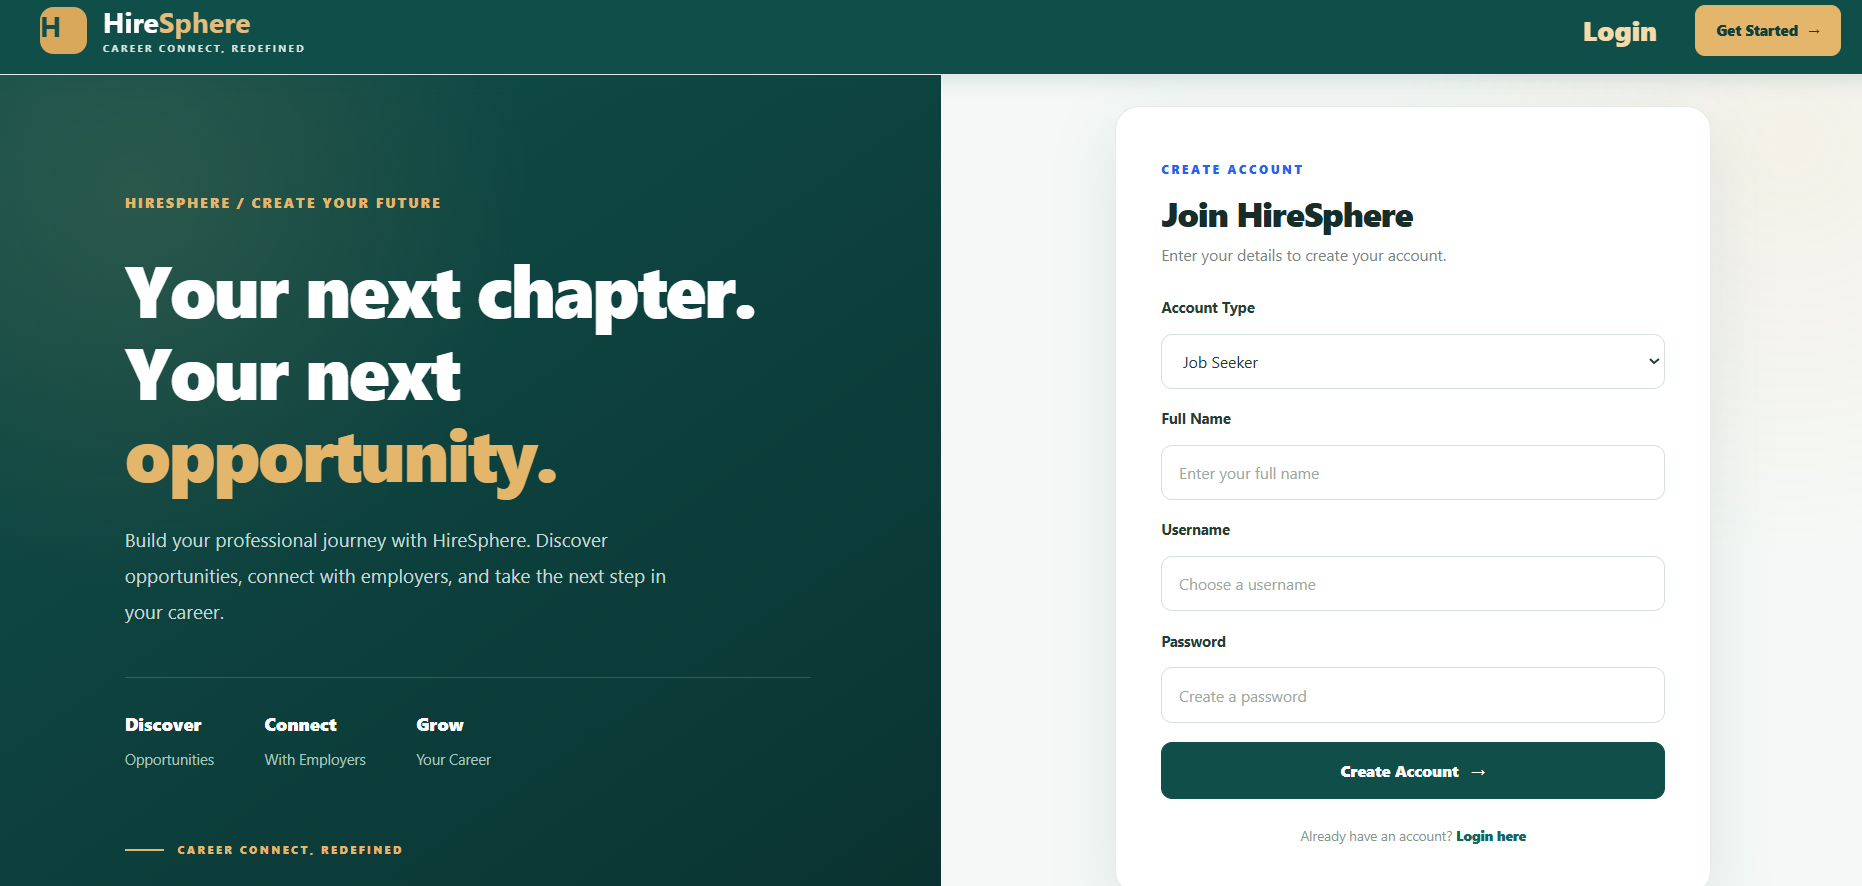 H
HireSphere
CAREER CONNECT, REDEFINED
Login
Get Started →
HIRESPHERE / CREATE YOUR FUTURE
Your next chapter.
Your next
opportunity.
Build your professional journey with HireSphere. Discover
opportunities, connect with employers, and take the next step in
your career.
Discover
Opportunities
Connect
With Employers
Grow
Your Career
CAREER CONNECT, REDEFINED
CREATE ACCOUNT
Join HireSphere
Enter your details to create your account.
Account Type
Job Seeker
Full Name
Enter your full name
Username
Choose a username
Password
Create a password
Create Account →
Already have an account? Login here